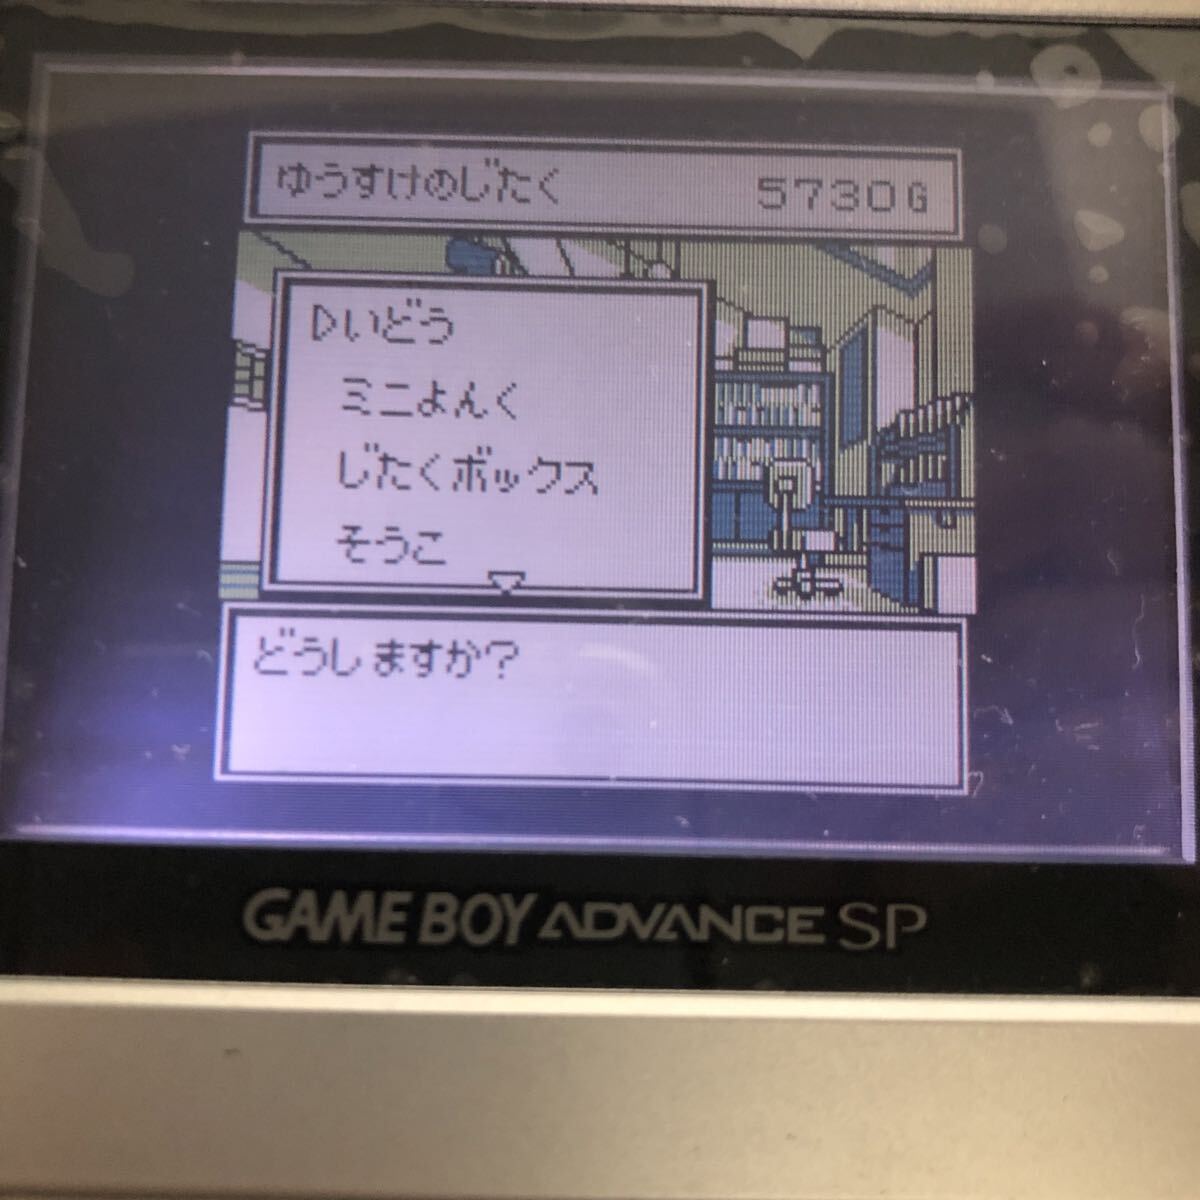 ゆうすけのじたく 5730G
▷いどう
ミニよんく
じたくボックス
そうこ
▽
どうしますか?
GAME BOY ADVANCE SP